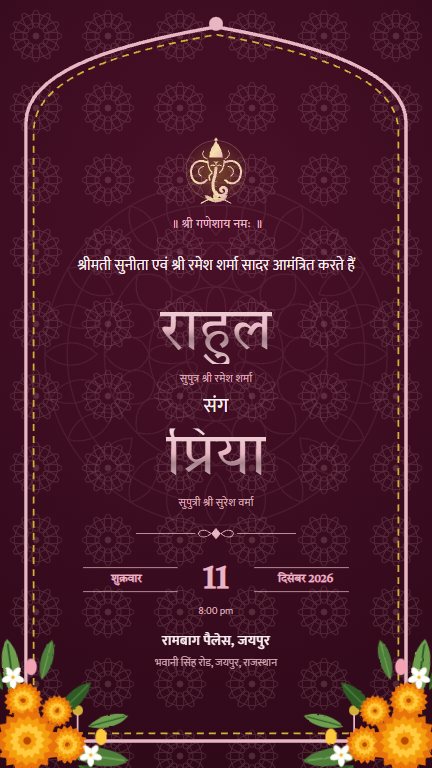 ॥ श्री गणेशाय नमः ॥
श्रीमती सुनीता एवं श्री रमेश शर्मा सादर आमंत्रित करते हैं
राहुल
सुपुत्र श्री रमेश शर्मा
संग
प्रिया
सुपुत्री श्री सुरेश वर्मा
शुक्रवार 11 दिसंबर 2026
8:00 pm
रामबाग पैलेस, जयपुर
भवानी सिंह रोड, जयपुर, राजस्थान